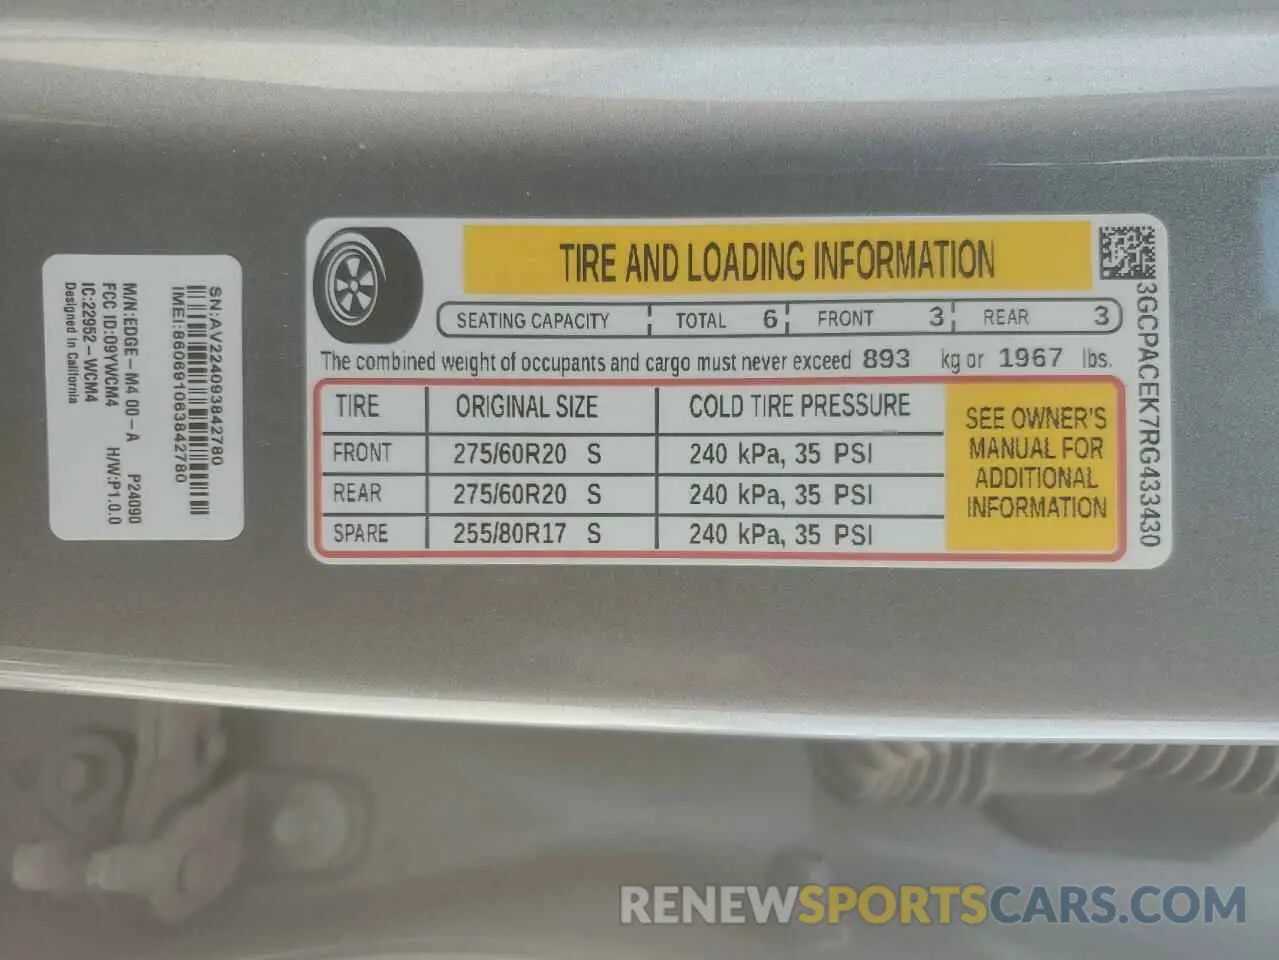 SN:AV224093842780
IMEI:860691063842780
M/N:EDGE-M4 00-A P24090
FCC ID:O9YWCM4 H/W:P1.0.0
IC:22952-WCM4
Designed in California
TIRE AND LOADING INFORMATION
SEATING CAPACITY TOTAL 6 FRONT 3 REAR 3
The combined weight of occupants and cargo must never exceed 893 kg or 1967 lbs.
TIRE ORIGINAL SIZE COLD TIRE PRESSURE
FRONT 275/60R20 S 240 kPa, 35 PSI
REAR 275/60R20 S 240 kPa, 35 PSI
SPARE 255/80R17 S 240 kPa, 35 PSI
SEE OWNER'S
MANUAL FOR
ADDITIONAL
INFORMATION
3GCPACEK7RG433430
RENEWSPORTSCARS.COM